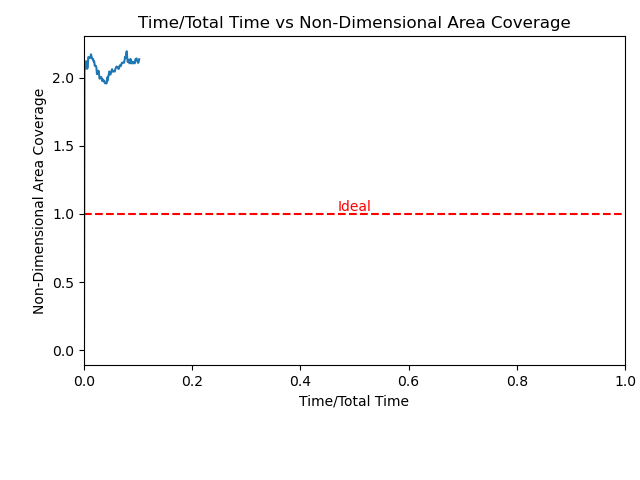 Time/Total Time vs Non-Dimensional Area Coverage
Non-Dimensional Area Coverage
2.0
1.5
1.0
0.5
0.0
Ideal
0.0 0.2 0.4 0.6 0.8 1.0
Time/Total Time